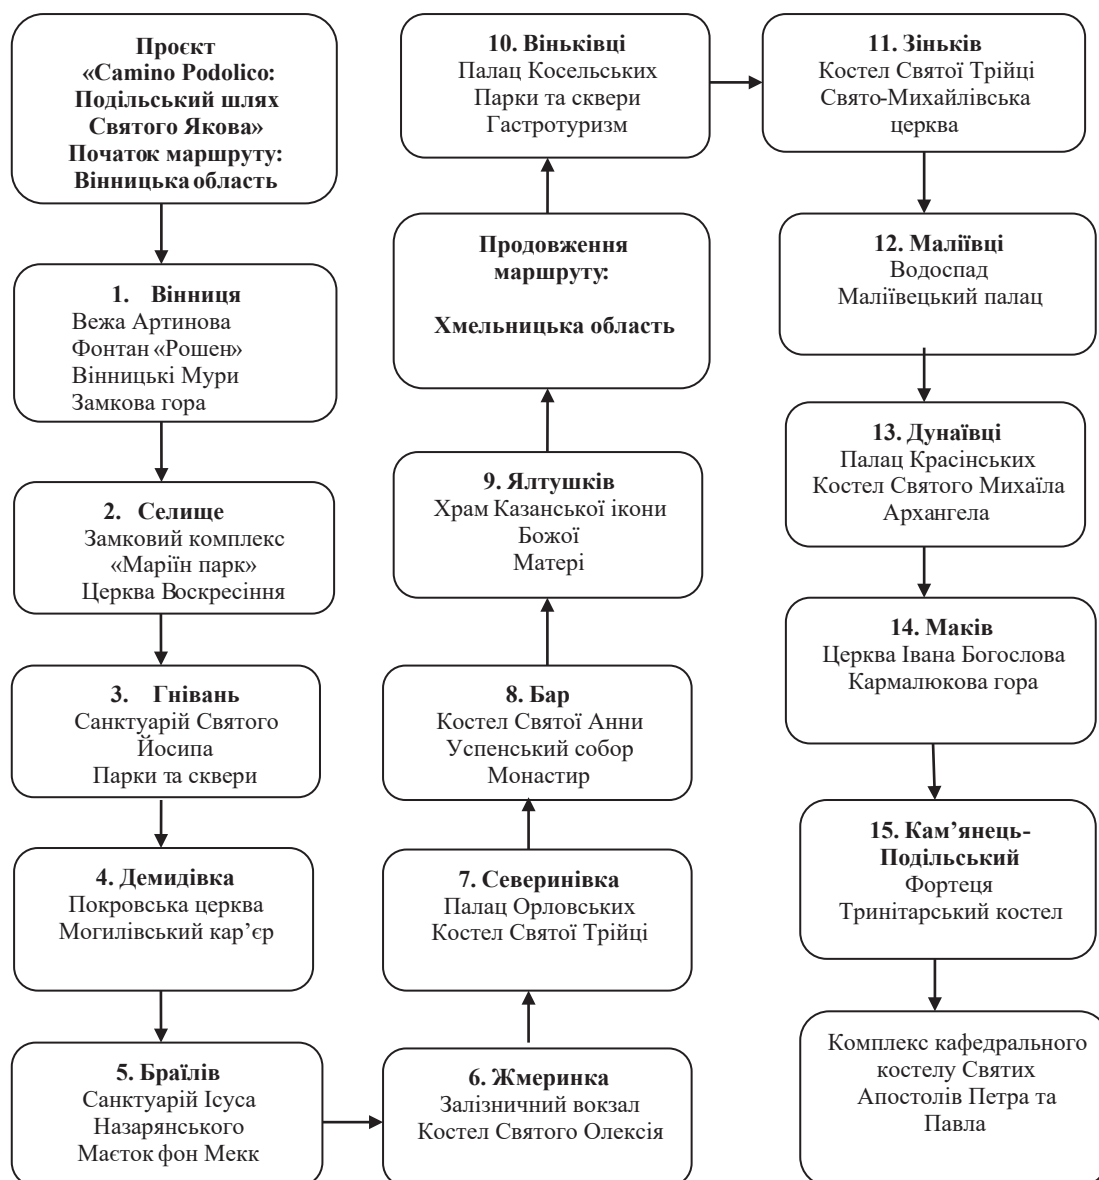 Проєкт
«Camino Podolico:
Подільський шлях
Святого Якова»
Початок маршруту:
Вінницька область
1. Вінниця
Вежа Артинова
Фонтан «Рошен»
Вінницькі Мури
Замкова гора
2. Селище
Замковий комплекс
«Маріїн парк»
Церква Воскресіння
3. Гнівань
Санктуарій Святого
Йосипа
Парки та сквери
4. Демидівка
Покровська церква
Могилівський кар’єр
5. Браїлів
Санктуарій Ісуса
Назарянського
Маєток фон Мекк
6. Жмеринка
Залізничний вокзал
Костел Святого Олексія
7. Северинівка
Палац Орловських
Костел Святої Трійці
8. Бар
Костел Святої Анни
Успенський собор
Монастир
9. Ялтушків
Храм Казанської ікони
Божої
Матері
Продовження
маршруту:
Хмельницька область
10. Віньківці
Палац Косельських
Парки та сквери
Гастротуризм
11. Зіньків
Костел Святої Трійці
Свято-Михайлівська
церква
12. Маліївці
Водоспад
Маліївецький палац
13. Дунаївці
Палац Красінських
Костел Святого Михаїла
Архангела
14. Маків
Церква Івана Богослова
Кармалюкова гора
15. Кам’янець-
Подільський
Фортеця
Тринітарський костел
Комплекс кафедрального
костелу Святих
Апостолів Петра та
Павла